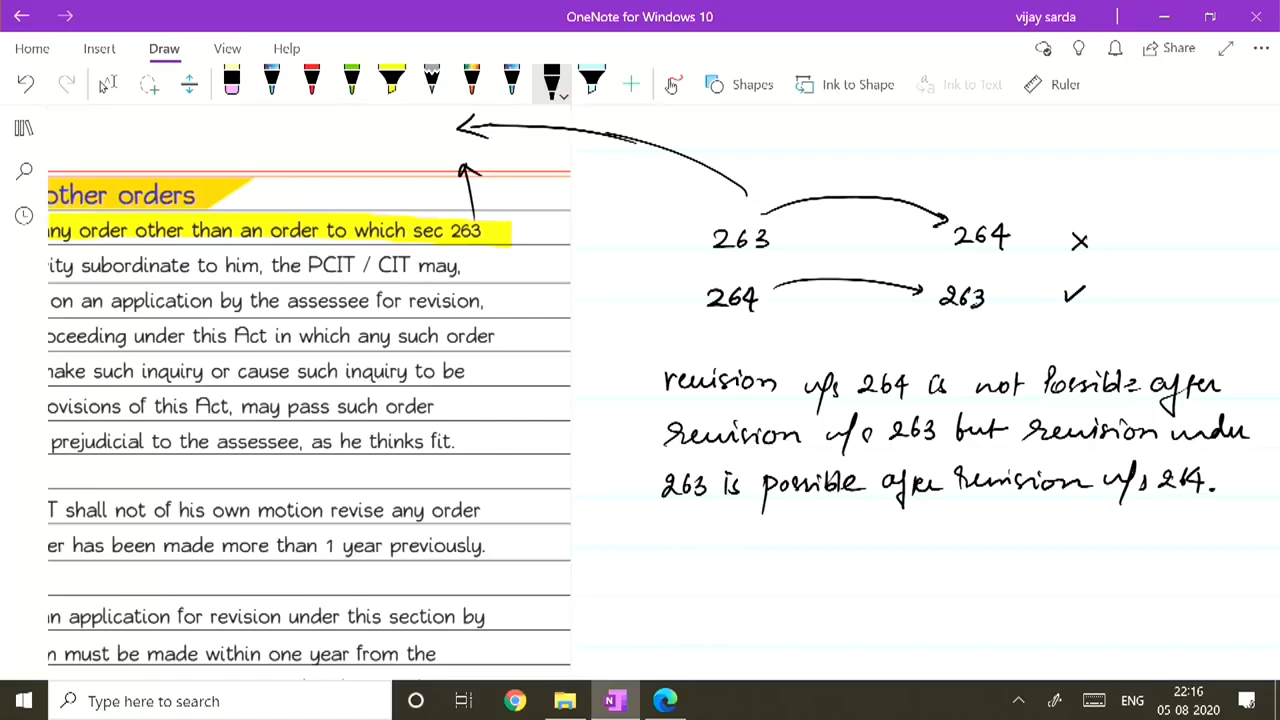 OneNote for Windows 10
vijay sarda
Home Insert Draw View Help
Share
Shapes Ink to Shape Ink to Text Ruler
other orders
any order other than an order to which sec 263
rity subordinate to him, the PCIT / CIT may,
on an application by the assessee for revision,
oceeding under this Act in which any such order
make such inquiry or cause such inquiry to be
ovisions of this Act, may pass such order
prejudicial to the assessee, as he thinks fit.
T shall not of his own motion revise any order
er has been made more than 1 year previously.
an application for revision under this section by
n must be made within one year from the
263 264 ×
264 263 ✓
revision u/s 264 is not possible after
revision u/s 263 but revision under
263 is possible after revision u/s 264.
Type here to search
ENG
22:16
05-08-2020